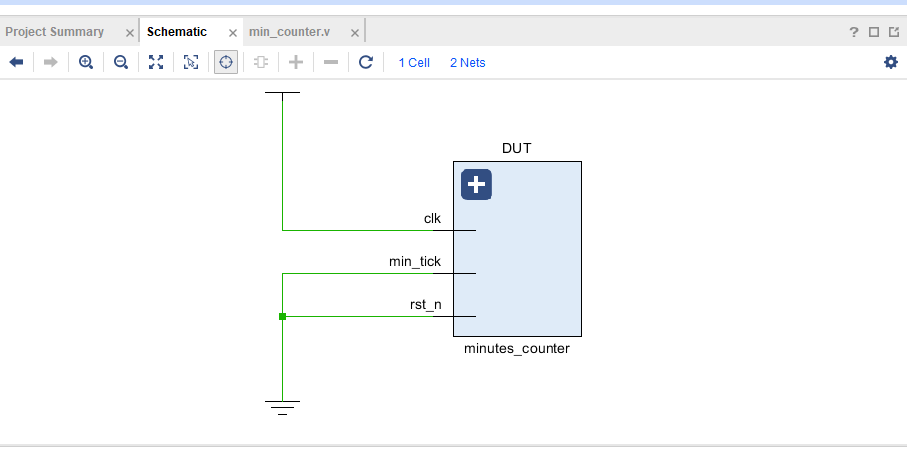 Project Summary × Schematic × min_counter.v × ?
1 Cell 2 Nets
DUT
clk
min_tick
rst_n
minutes_counter